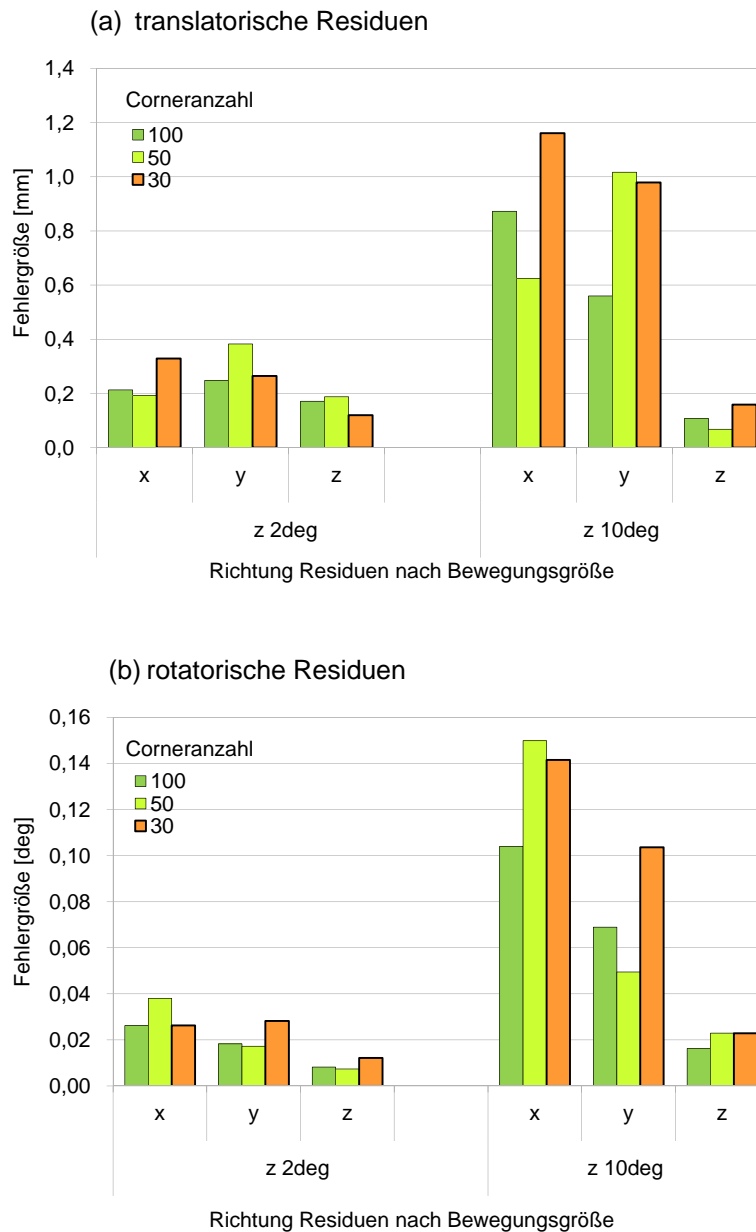 (a) translatorische Residuen
1,4
1,2
1,0
0,8
0,6
0,4
0,2
0,0
Fehlergröße [mm]
Corneranzahl
100
50
30
x y z x y z
z 2deg z 10deg
Richtung Residuen nach Bewegungsgröße
(b) rotatorische Residuen
0,16
0,14
0,12
0,10
0,08
0,06
0,04
0,02
0,00
Fehlergröße [deg]
Corneranzahl
100
50
30
x y z x y z
z 2deg z 10deg
Richtung Residuen nach Bewegungsgröße